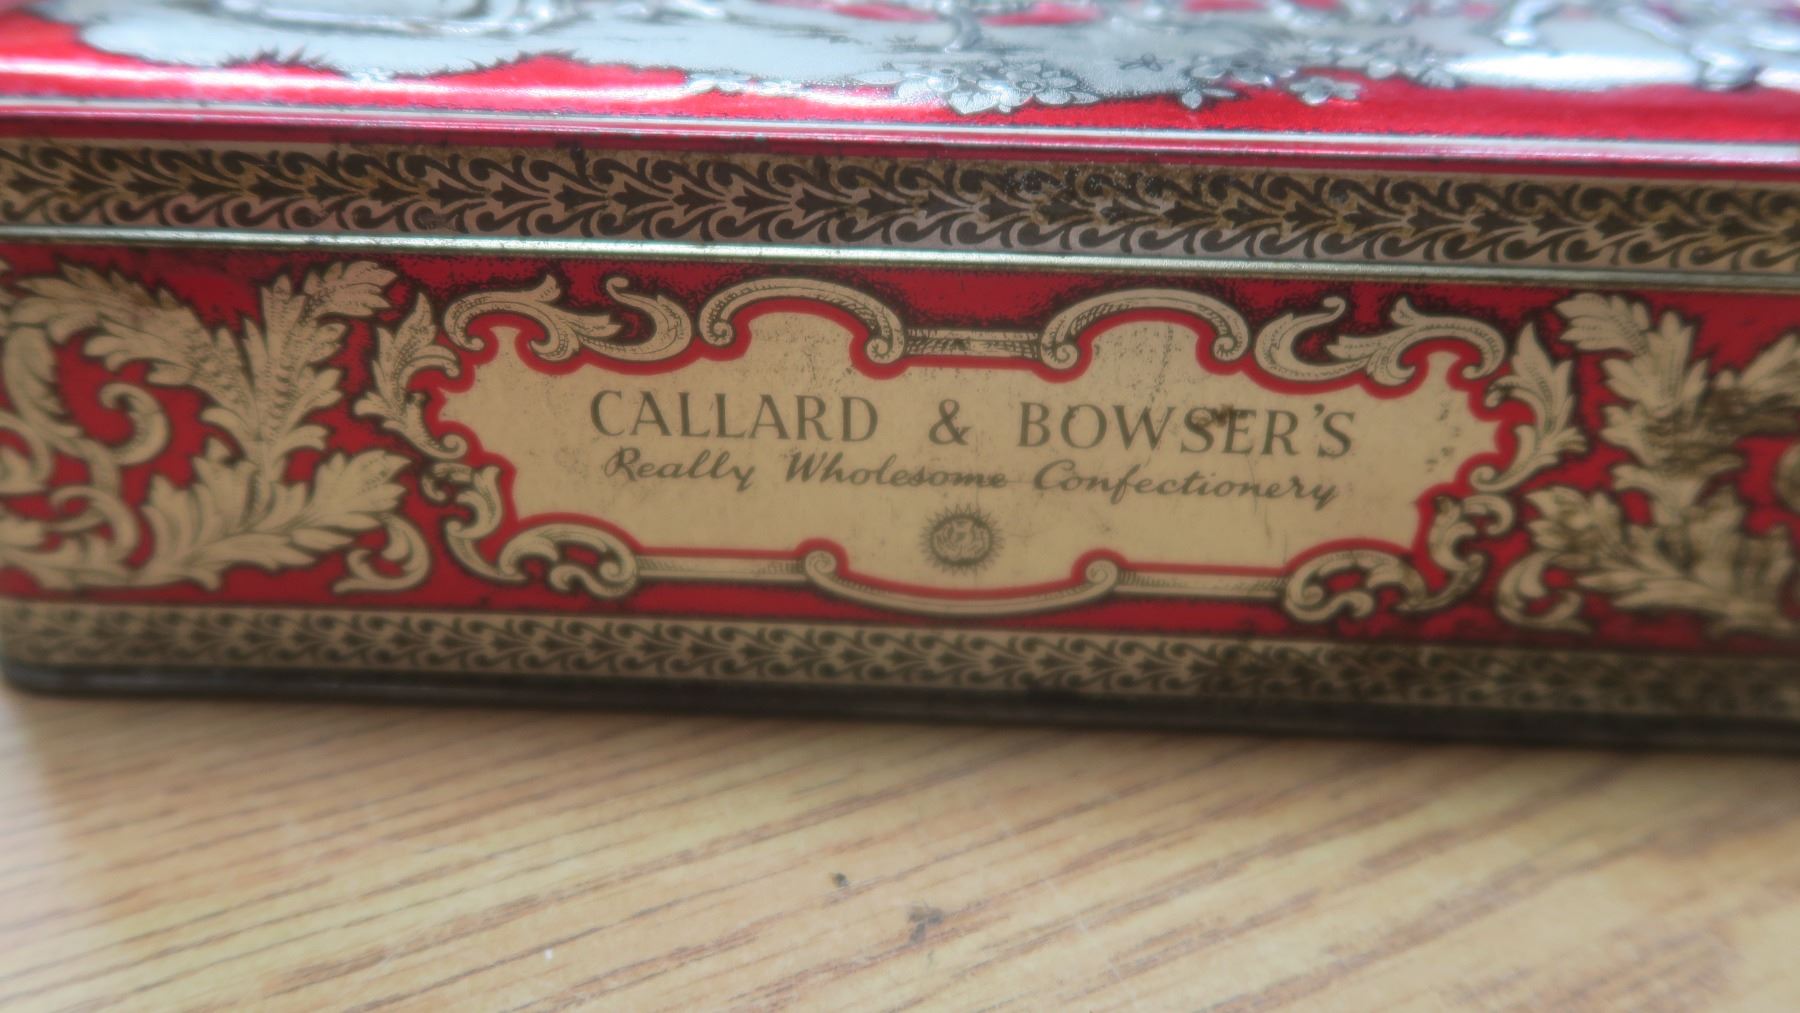 CALLARD & BOWSER'S
Really Wholesome Confectionery